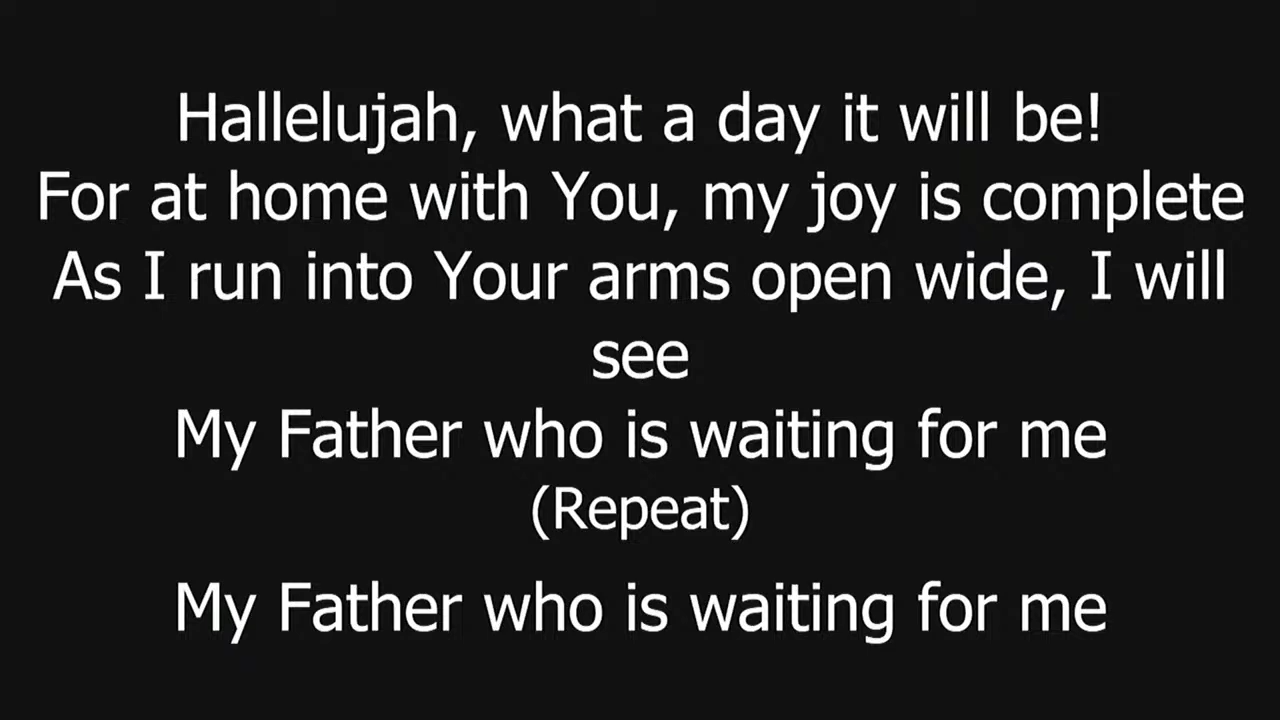 Hallelujah, what a day it will be!
For at home with You, my joy is complete
As I run into Your arms open wide, I will
see
My Father who is waiting for me
(Repeat)
My Father who is waiting for me